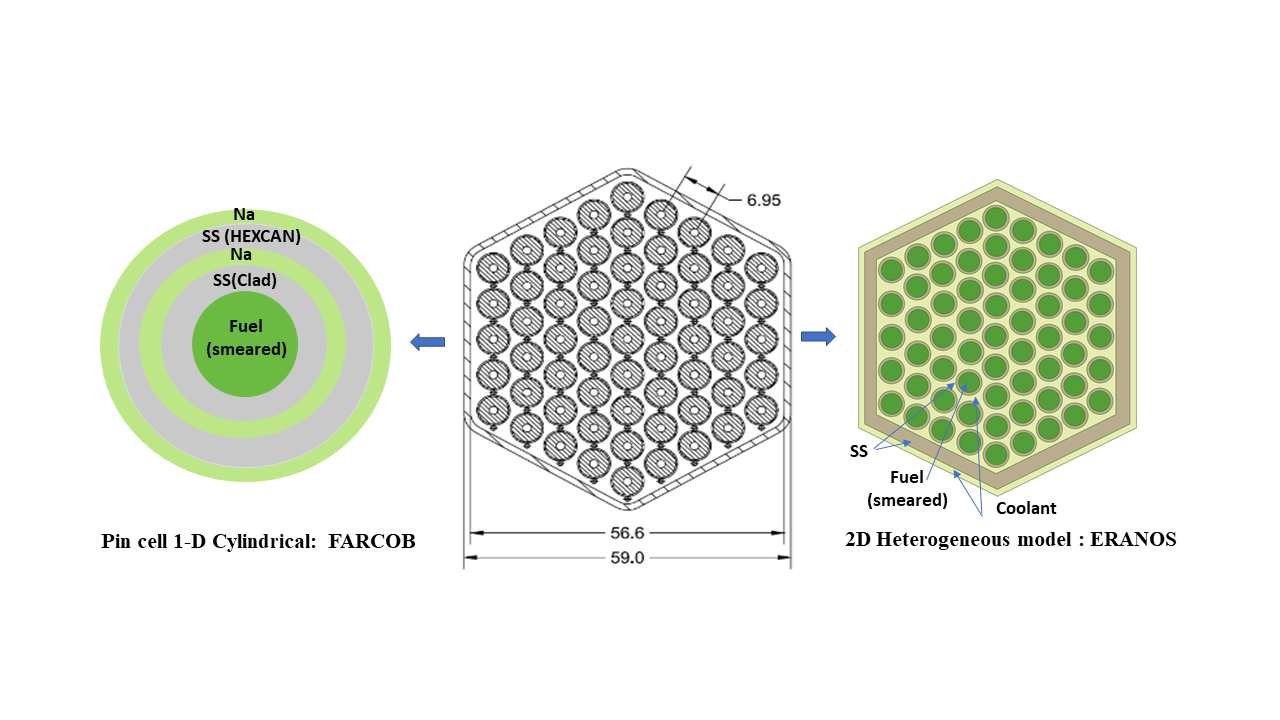 Na
SS (HEXCAN)
Na
SS(Clad)
Fuel
(smeared)
Pin cell 1-D Cylindrical: FARCOB
6.95
56.6
59.0
SS
Fuel
(smeared)
Coolant
2D Heterogeneous model : ERANOS